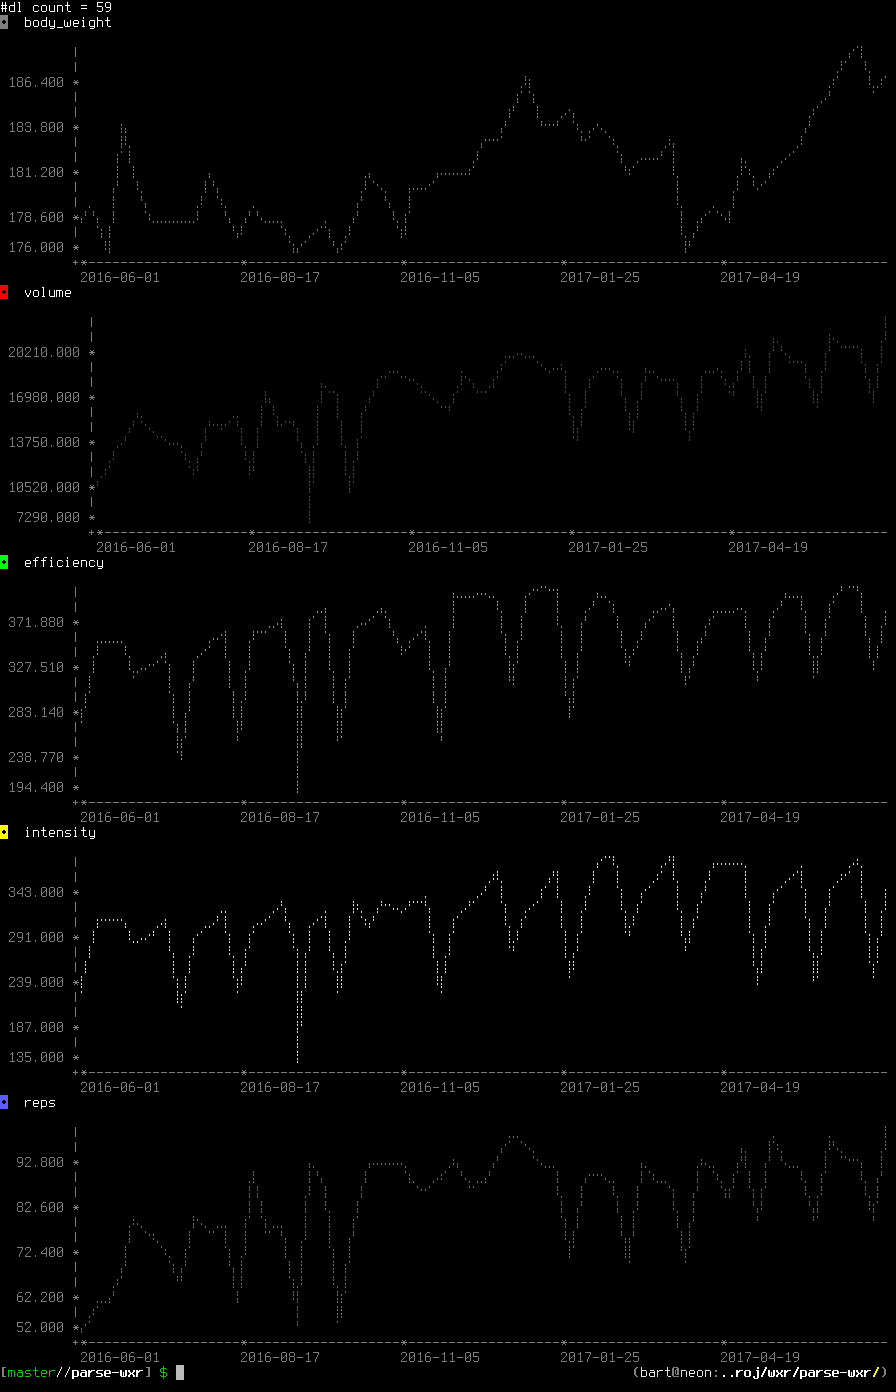 #dl count = 59
body_weight
186.400
183.800
181.200
178.600
176.000
2016-06-01 2016-08-17 2016-11-05 2017-01-25 2017-04-19
volume
20210.000
16980.000
13750.000
10520.000
7290.000
2016-06-01 2016-08-17 2016-11-05 2017-01-25 2017-04-19
efficiency
371.880
327.510
283.140
238.770
194.400
2016-06-01 2016-08-17 2016-11-05 2017-01-25 2017-04-19
intensity
343.000
291.000
239.000
187.000
135.000
2016-06-01 2016-08-17 2016-11-05 2017-01-25 2017-04-19
reps
92.800
82.600
72.400
62.200
52.000
2016-06-01 2016-08-17 2016-11-05 2017-01-25 2017-04-19
[master//parse-wxr] $ (bart@neon:..roj/wxr/parse-wxr/)